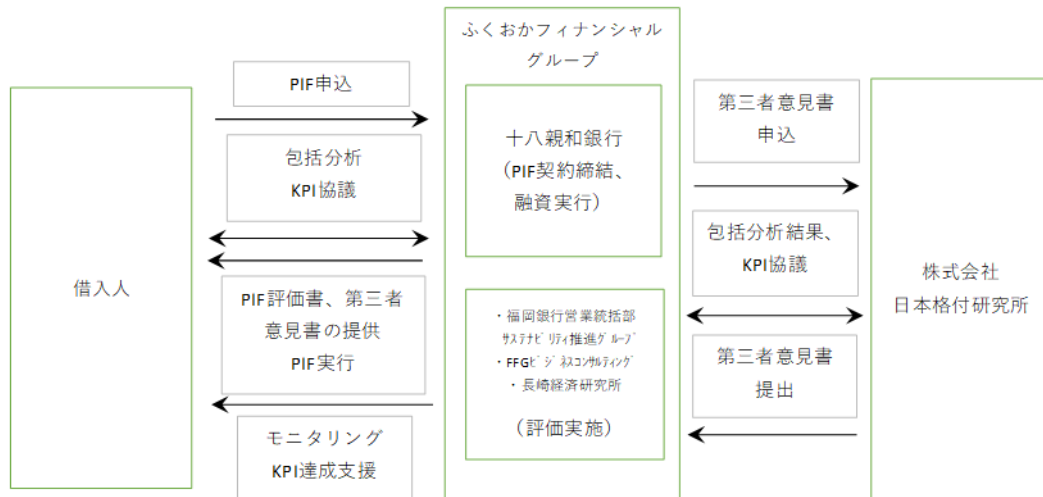 借入人
PIF申込
包括分析
KPI協議
PIF評価書、第三者
意見書の提供
PIF実行
モニタリング
KPI達成支援
ふくおかフィナンシャル
グループ
十八親和銀行
(PIF契約締結、
融資実行)
・福岡銀行営業統括部
ｻｽﾃﾅﾋﾞﾘﾃｨ推進ｸﾞﾙｰﾌﾟ
・FFGﾋﾞｼﾞﾈｽｺﾝｻﾙﾃｨﾝｸﾞ
・長崎経済研究所
(評価実施)
第三者意見書
申込
包括分析結果、
KPI協議
第三者意見書
提出
株式会社
日本格付研究所